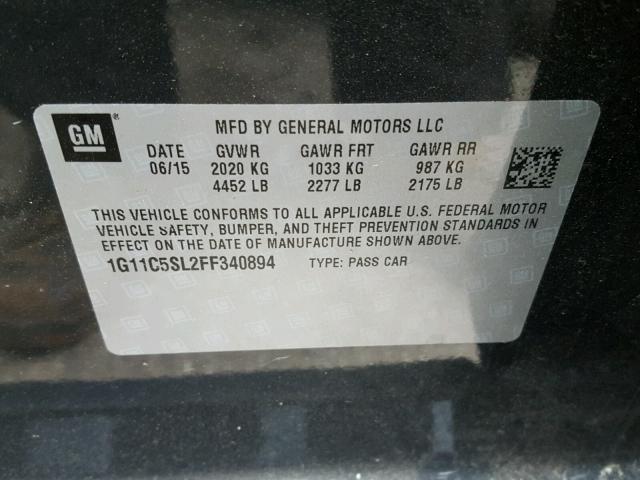 GM®
MFD BY GENERAL MOTORS LLC
DATE GVWR GAWR FRT GAWR RR
06/15 2020 KG 1033 KG 987 KG
4452 LB 2277 LB 2175 LB
THIS VEHICLE CONFORMS TO ALL APPLICABLE U.S. FEDERAL MOTOR
VEHICLE SAFETY, BUMPER, AND THEFT PREVENTION STANDARDS IN
EFFECT ON THE DATE OF MANUFACTURE SHOWN ABOVE.
1G11C5SL2FF340894 TYPE: PASS CAR